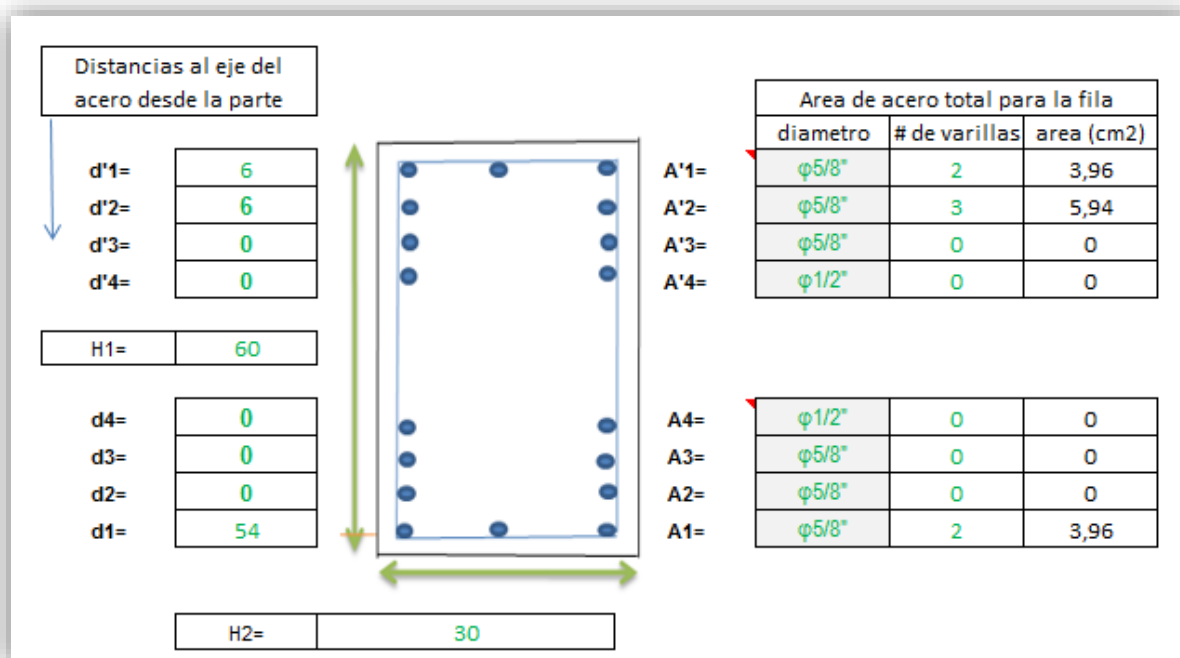 Distancias al eje del
acero desde la parte
Area de acero total para la fila
diametro # de varillas area (cm2)
d'1= 6 A'1= φ5/8" 2 3,96
d'2= 6 A'2= φ5/8" 3 5,94
d'3= 0 A'3= φ5/8" 0 0
d'4= 0 A'4= φ1/2" 0 0
H1= 60
d4= 0 A4= φ1/2" 0 0
d3= 0 A3= φ5/8" 0 0
d2= 0 A2= φ5/8" 0 0
d1= 54 A1= φ5/8" 2 3,96
H2= 30